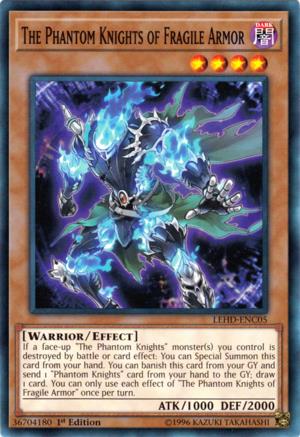 THE PHANTOM KNIGHTS OF FRAGILE ARMOR
DARK
闇
LEHD-ENC05
[WARRIOR/EFFECT]
If a face-up "The Phantom Knights" monster(s) you control is
destroyed by battle or card effect: You can Special Summon this
card from your hand. You can banish this card from your GY and
send 1 "Phantom Knights" card from your hand to the GY; draw
1 card. You can only use each effect of "The Phantom Knights of
Fragile Armor" once per turn.
ATK/1000 DEF/2000
36704180 1st Edition ©1996 KAZUKI TAKAHASHI